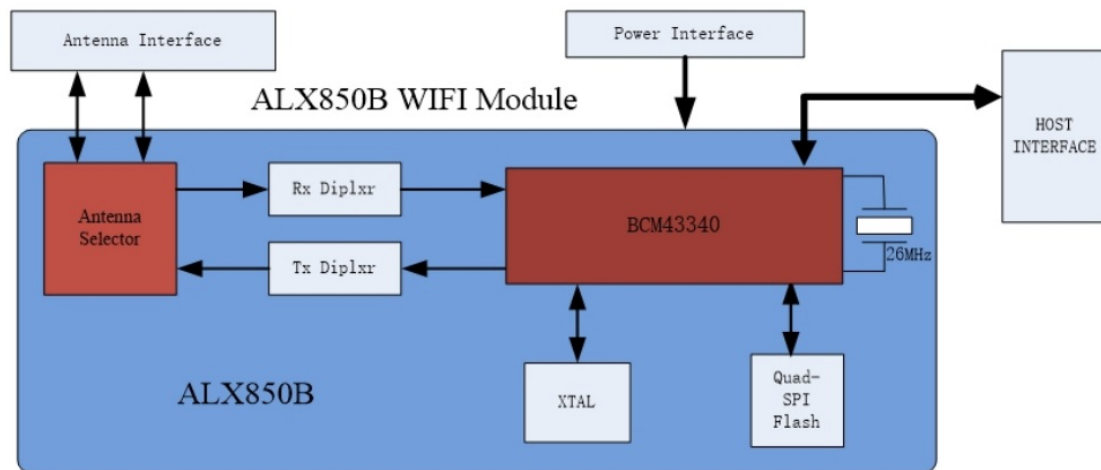 Antenna Interface
Power Interface
ALX850B WIFI Module
HOST
INTERFACE
Antenna
Selector
Rx Diplxr
BCM43340
Tx Diplxr
26MHz
ALX850B
XTAL
Quad-
SPI
Flash